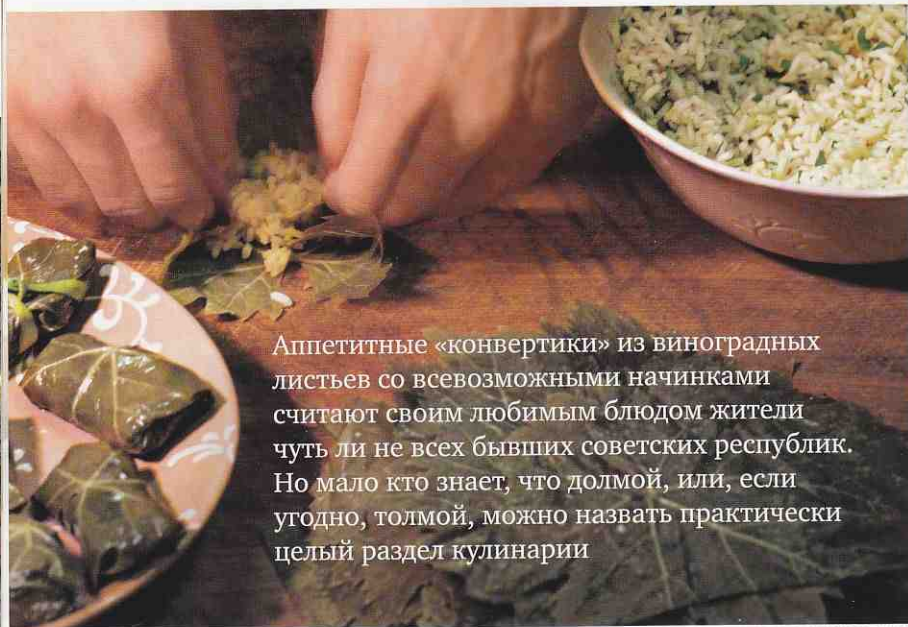 Аппетитные «конвертики» из виноградных
листьев со всевозможными начинками
считают своим любимым блюдом жители
чуть ли не всех бывших советских республик.
Но мало кто знает, что долмой, или, если
угодно, толмой, можно назвать практически
целый раздел кулинарии